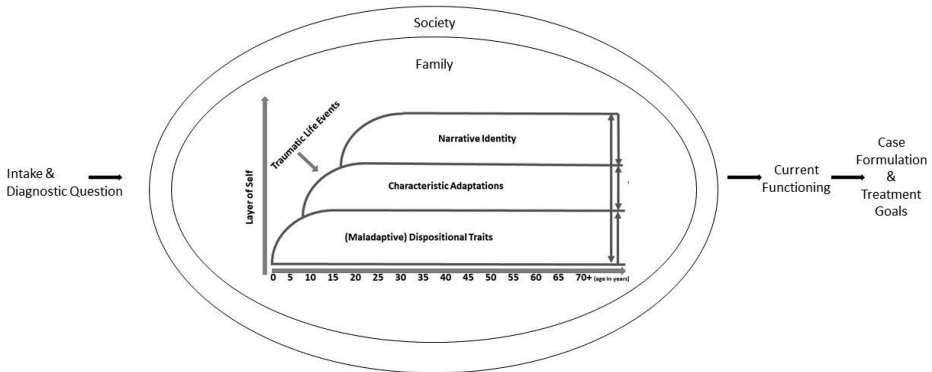 Society
Family
Traumatic Life Events
Narrative Identity
Layer of Self
Characteristic Adaptations
(Maladaptive) Dispositional Traits
0 5 10 15 20 25 30 35 40 45 50 55 60 65 70+ (age in years)
Intake &
Diagnostic Question
Current
Functioning
Case
Formulation
&
Treatment
Goals